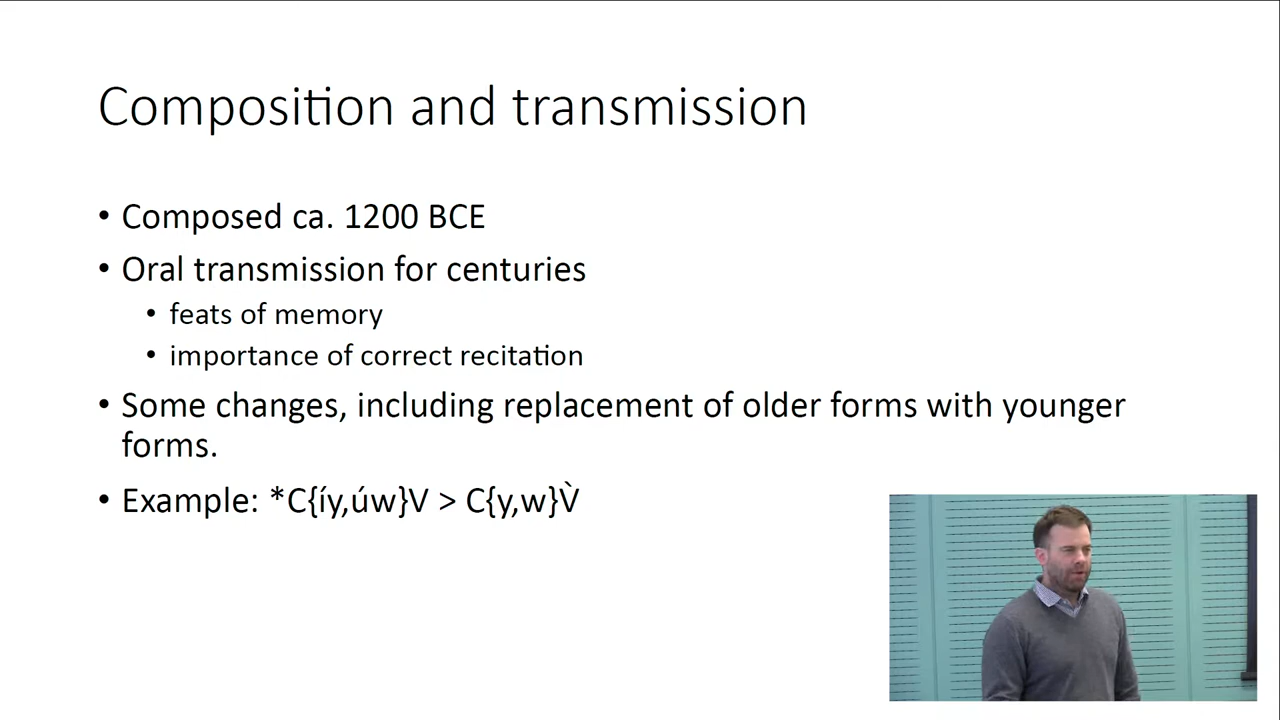 Composition and transmission
• Composed ca. 1200 BCE
• Oral transmission for centuries
• feats of memory
• importance of correct recitation
• Some changes, including replacement of older forms with younger
forms.
• Example: *C{íy,úw}V > C{y,w}V̀